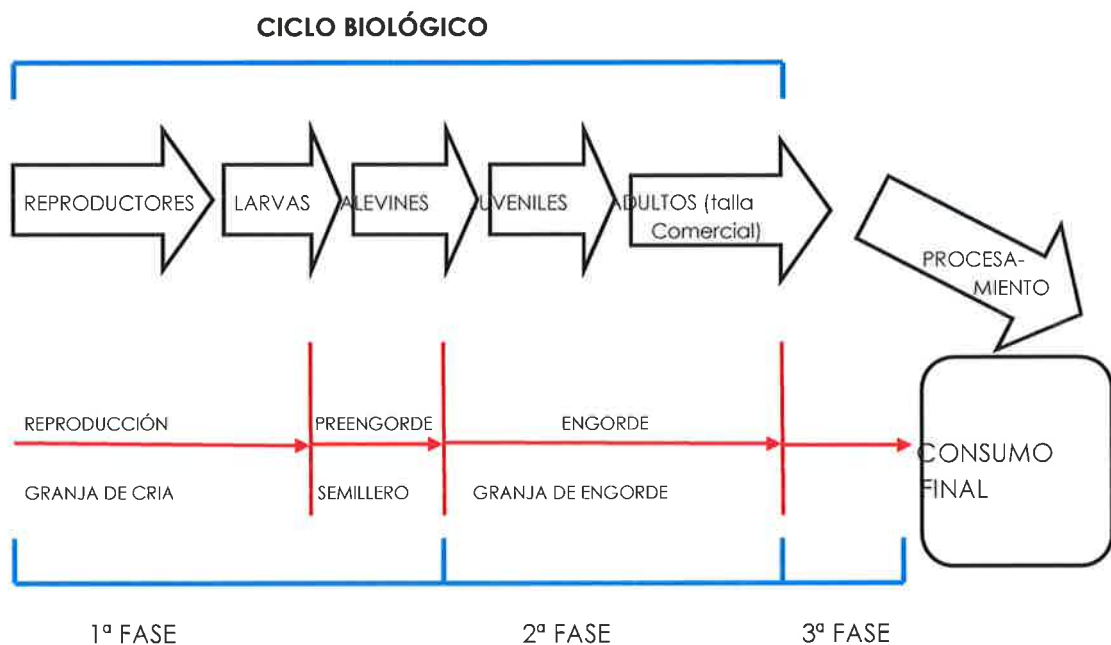 CICLO BIOLÓGICO
REPRODUCTORES
LARVAS
ALEVINES
JUVENILES
ADULTOS (talla
Comercial)
PROCESA-
MIENTO
REPRODUCCIÓN
PREENGORDE
ENGORDE
GRANJA DE CRIA
SEMILLERO
GRANJA DE ENGORDE
CONSUMO
FINAL
1ª FASE
2ª FASE
3ª FASE